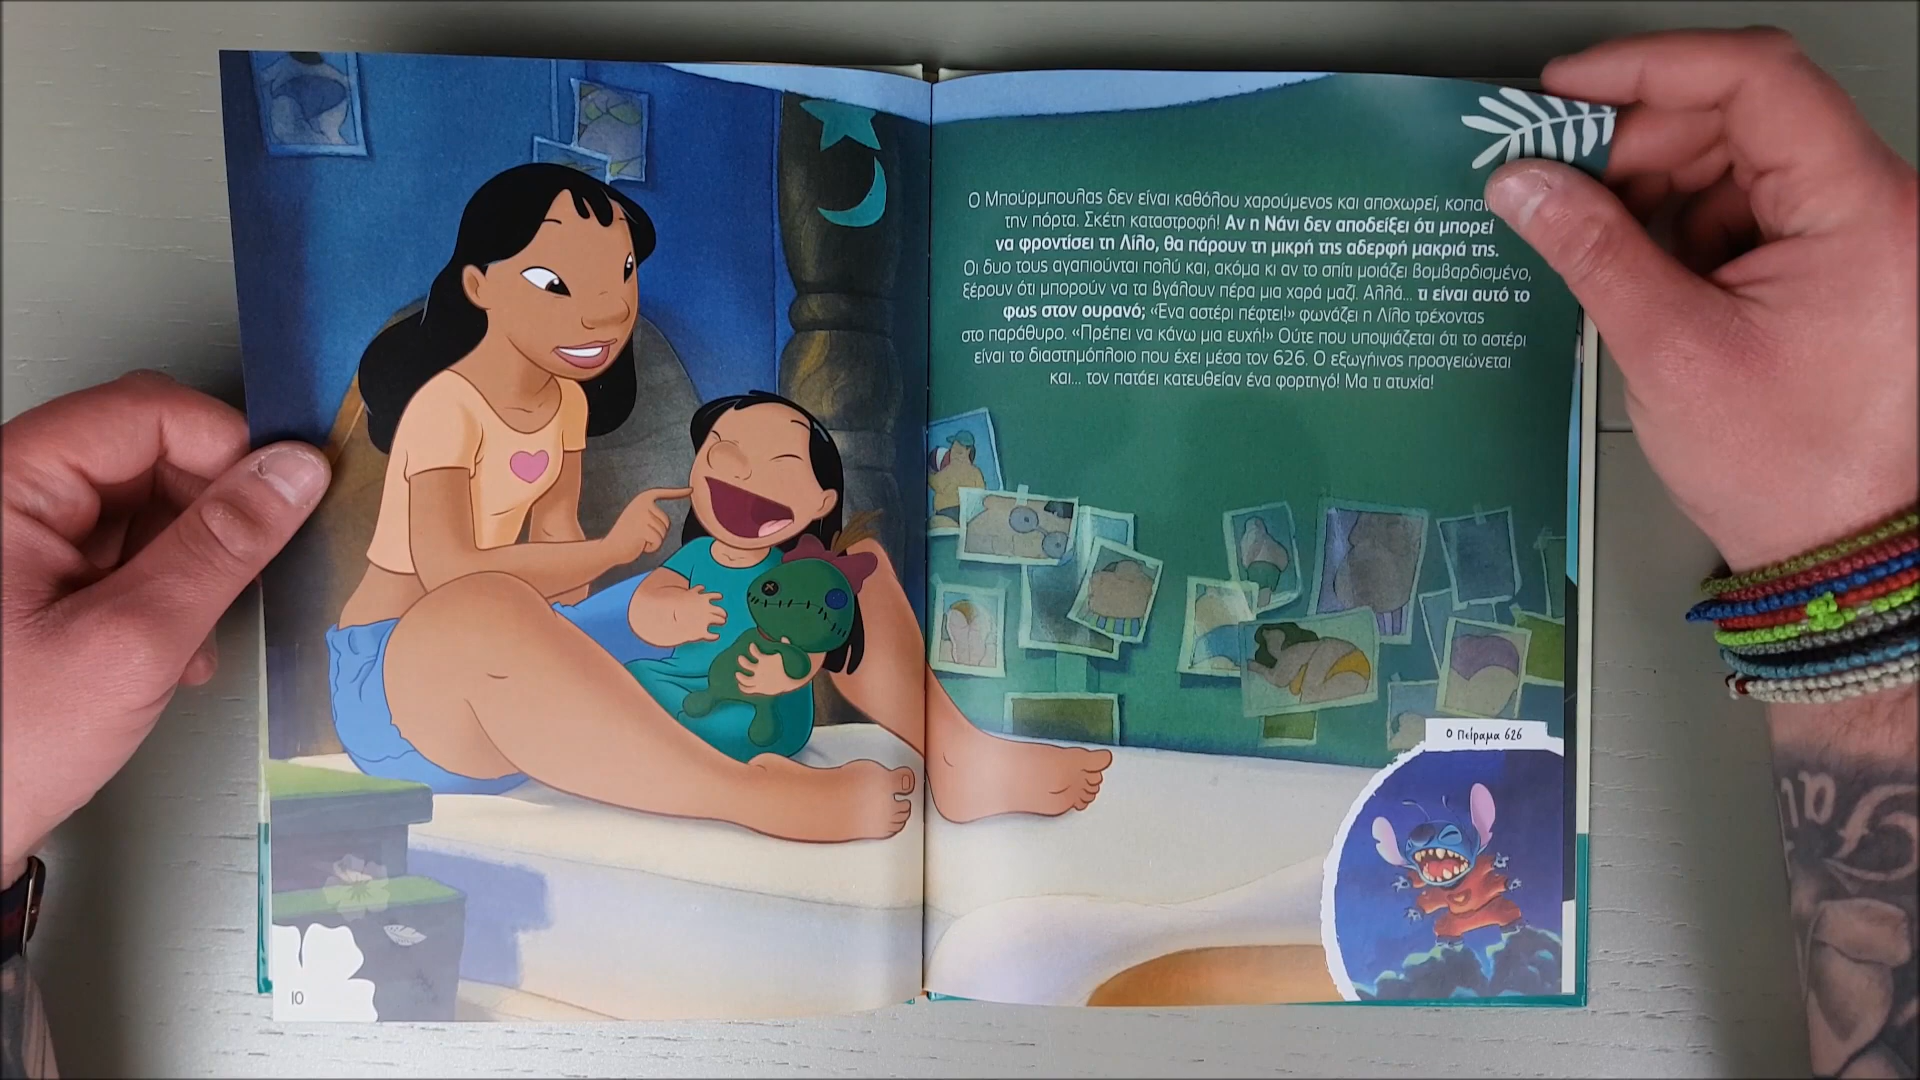 Ο Μπούρμπουλας δεν είναι καθόλου χαρούμενος και αποχωρεί,
την πόρτα. Σκέτη καταστροφή! Αν η Νάνι δεν αποδείξει ότι μπορεί
να φροντίσει τη Λίλο, θα πάρουν τη μικρή της αδερφή μακριά της.
Οι δυο τους αγαπιούνται πολύ και, ακόμα κι αν το σπίτι μοιάζει βομβαρδισμένο,
ξέρουν ότι μπορούν να τα βγάλουν πέρα μια χαρά μαζί. Αλλά... τι είναι αυτό το
φως στον ουρανό; «Ένα αστέρι πέφτει!» φωνάζει η Λίλο τρέχοντας
στο παράθυρο. «Πρέπει να κάνω μια ευχή!» Ούτε που υποψιάζεται ότι το αστέρι
είναι το διαστημόπλοιο που έχει μέσα τον 626. Ο εξωγήινος προσγειώνεται
και... τον πατάει κατευθείαν ένα φορτηγό! Μα τι ατυχία!
Ο Πείραμα 626
10